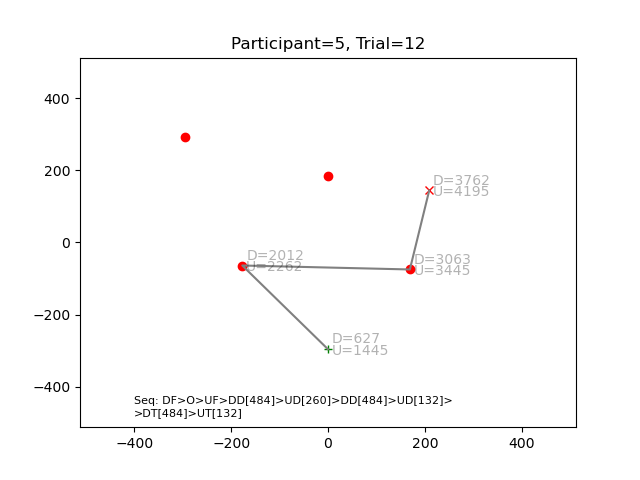 Participant=5, Trial=12
400
200
0
−200
−400
D=3762
U=4195
D=2012
U=2262
D=3063
U=3445
D=627
U=1445
Seq: DF>O>UF>DD[484]>UD[260]>DD[484]>UD[132]>
>DT[484]>UT[132]
−400
−200
0
200
400